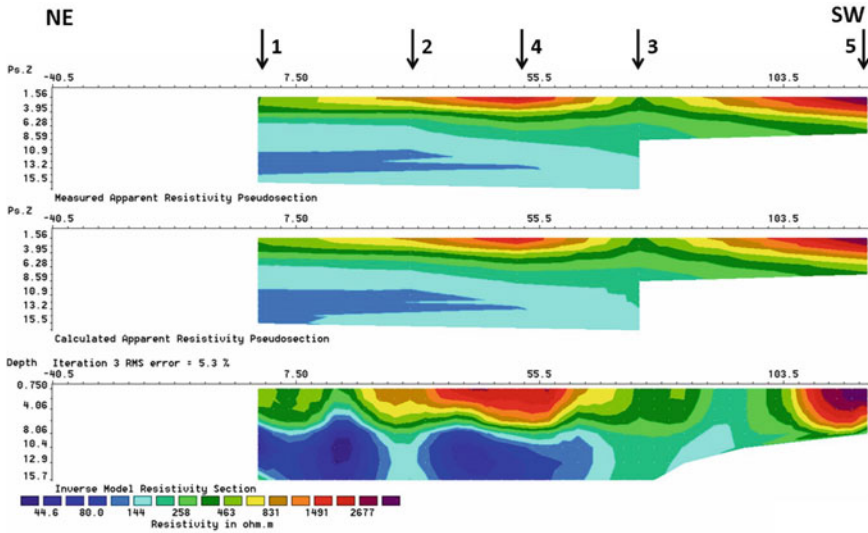 NE SW
1 2 4 3 5
Ps.Z -40.5 7.50 55.5 103.5
1.56
3.95
6.28
8.59
10.9
13.2
15.5
Measured Apparent Resistivity Pseudosection
Ps.Z -40.5 7.50 55.5 103.5
1.56
3.95
6.28
8.59
10.9
13.2
15.5
Calculated Apparent Resistivity Pseudosection
Depth Iteration 3 RMS error = 5.3 %
-40.5 7.50 55.5 103.5
0.750
4.06
8.06
10.4
12.9
15.7
Inverse Model Resistivity Section
44.6 80.0 144 258 463 831 1491 2677
Resistivity in ohm.m